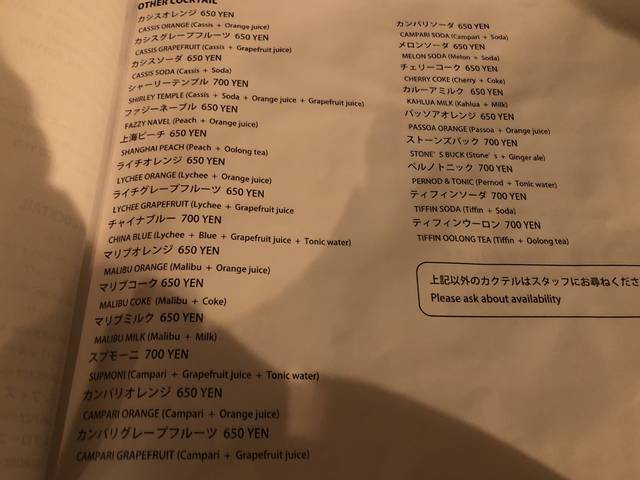 OTHER COCKTAIL
カシスオレンジ 650 YEN
CASSIS ORANGE (Cassis + Orange juice)
カシスグレープフルーツ 650 YEN
CASSIS GRAPEFRUIT (Cassis + Grapefruit juice)
カシスソーダ 650 YEN
CASSIS SODA (Cassis + Soda)
シャーリーテンプル 700 YEN
SHIRLEY TEMPLE (Cassis + Soda + Orange juice + Grapefruit juice)
ファジーネーブル 650 YEN
FAZZY NAVEL (Peach + Orange juice)
上海ピーチ 650 YEN
SHANGHAI PEACH (Peach + Oolong tea)
ライチオレンジ 650 YEN
LYCHEE ORANGE (Lychee + Orange juice)
ライチグレープフルーツ 650 YEN
LYCHEE GRAPEFRUIT (Lychee + Grapefruit juice
チャイナブルー 700 YEN
CHINA BLUE (Lychee + Blue + Grapefruit juice + Tonic water)
マリブオレンジ 650 YEN
MALIBU ORANGE (Malibu + Orange juice)
マリブコーク 650 YEN
MALIBU COKE (Malibu + Coke)
マリブミルク 650 YEN
MALIBU MILK (Malibu + Milk)
スプモーニ 700 YEN
SUPMONI (Campari + Grapefruit juice + Tonic water)
カンパリオレンジ 650 YEN
CAMPARI ORANGE (Campari + Orange juice)
カンパリグレープフルーツ 650 YEN
CAMPARI GRAPEFRUIT (Campari + Grapefruit juice)
カンパリソーダ 650 YEN
CAMPARI SODA (Campari + Soda)
メロンソーダ 650 YEN
MELON SODA (Melon + Soda)
チェリーコーク 650 YEN
CHERRY COKE (Cherry + Coke)
カルーアミルク 650 YEN
KAHLUA MILK (Kahlua + Milk)
パッソアオレンジ 650 YEN
PASSOA ORANGE (Passoa + Orange juice)
ストーンズバック 700 YEN
STONE'S BUCK (Stone's + Ginger ale)
ペルノトニック 700 YEN
PERNOD & TONIC (Pernod + Tonic water)
ティフィンソーダ 700 YEN
TIFFIN SODA (Tiffin + Soda)
ティフィンウーロン 700 YEN
TIFFIN OOLONG TEA (Tiffin + Oolong tea)
上記以外のカクテルはスタッフにお尋ねくださ
Please ask about availability